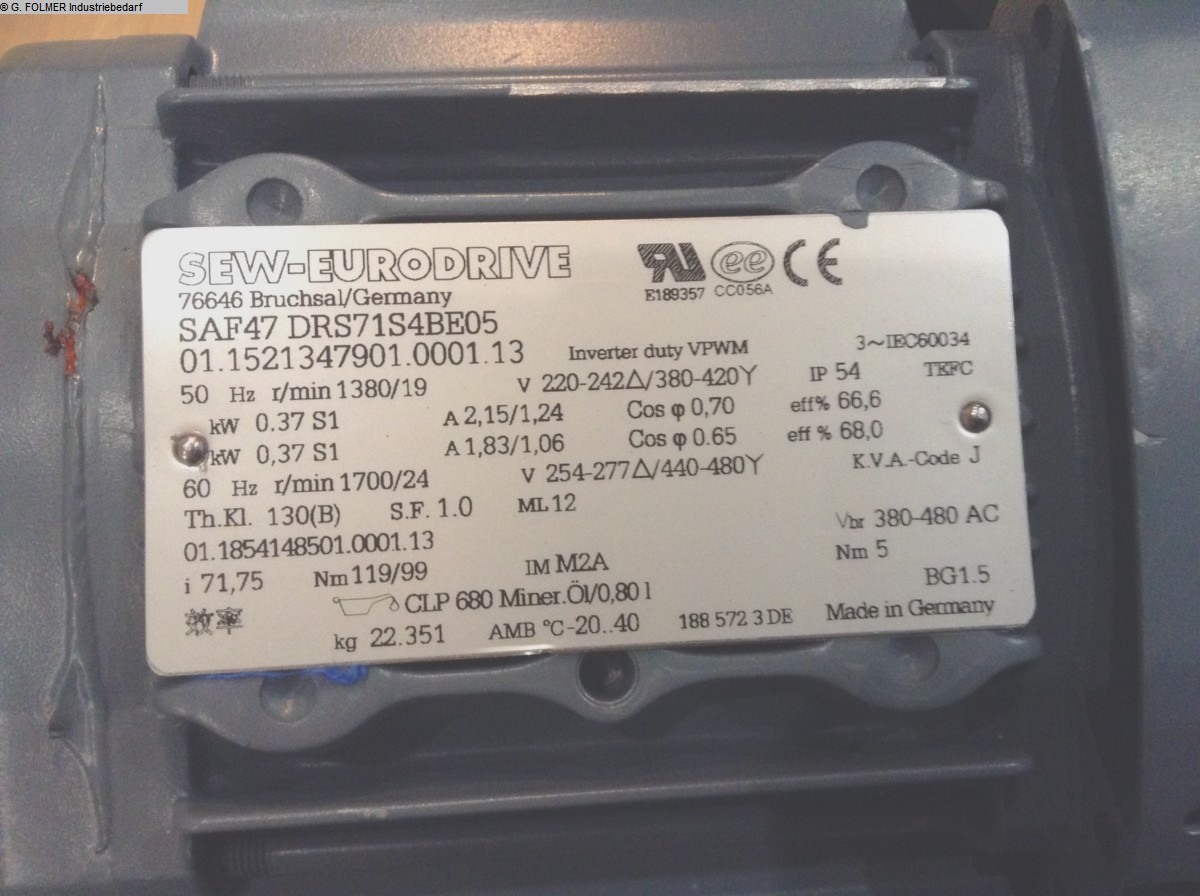 ® G. FOLMER Industriebedarf
SEW-EURODRIVE
76646 Bruchsal/Germany
E189357 CC056A
SAF47 DRS71S4BE05
01.1521347901.0001.13 Inverter duty VPWM 3~IEC60034
50 Hz r/min 1380/19 V 220-242Δ/380-420Y IP 54 TEFC
kW 0.37 S1 A 2,15/1,24 Cos φ 0,70 eff% 66,6
kW 0,37 S1 A 1,83/1,06 Cos φ 0.65 eff % 68,0
60 Hz r/min 1700/24 V 254-277Δ/440-480Y K.V.A.-Code J
Th.Kl. 130(B) S.F. 1.0 ML 12 Vbr 380-480 AC
01.1854148501.0001.13 Nm 5
i 71,75 Nm 119/99 IM M2A BG1.5
CLP 680 Miner.Öl/0,80 l Made in Germany
kg 22.351 AMB °C -20..40 188 572 3 DE